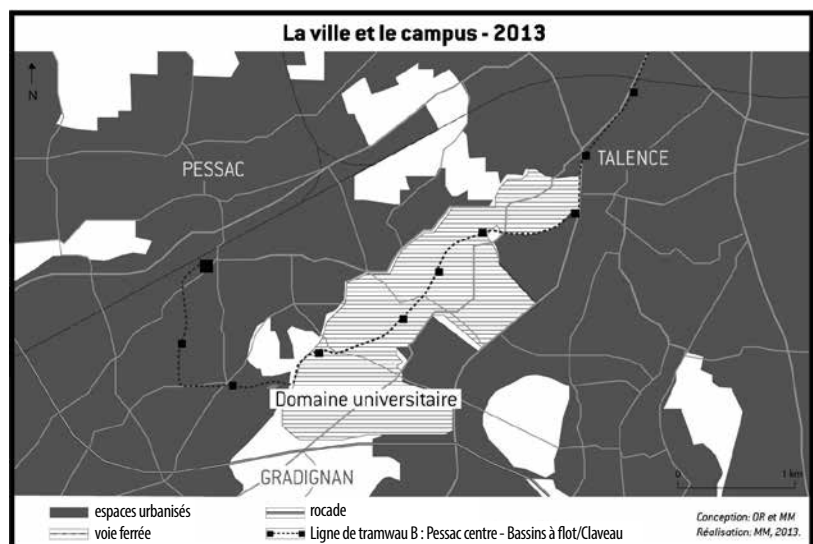 La ville et le campus - 2013
N
PESSAC
TALENCE
Domaine universitaire
GRADIGNAN
0 1 km
espaces urbanisés
rocade
voie ferrée
Ligne de tramwau B : Pessac centre - Bassins à flot/Claveau
Conception: OR et MM
Réalisation: MM, 2013.